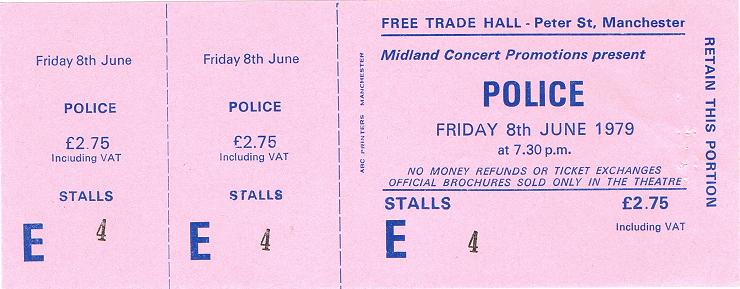 Friday 8th June
POLICE
£2.75
Including VAT
STALLS
E 4
Friday 8th June
POLICE
£2.75
Including VAT
STALLS
E 4
ARC PRINTERS MANCHESTER
FREE TRADE HALL - Peter St, Manchester
Midland Concert Promotions present
POLICE
FRIDAY 8th JUNE 1979
at 7.30 p.m.
NO MONEY REFUNDS OR TICKET EXCHANGES
OFFICIAL BROCHURES SOLD ONLY IN THE THEATRE
STALLS £2.75
Including VAT
E 4
RETAIN THIS PORTION